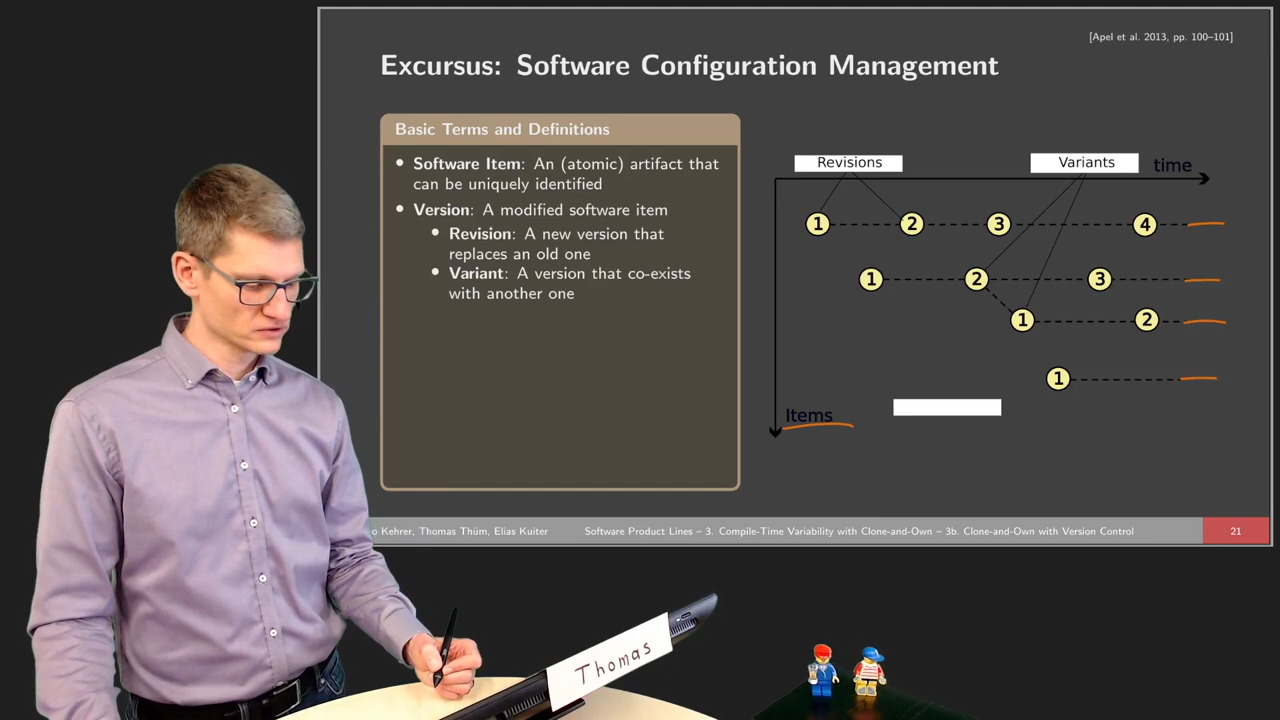 [Apel et al. 2013, pp. 100–101]
Excursus: Software Configuration Management
Basic Terms and Definitions
• Software Item: An (atomic) artifact that
can be uniquely identified
• Version: A modified software item
• Revision: A new version that
replaces an old one
• Variant: A version that co-exists
with another one
Revisions
Variants
time
1 2 3 4
1 2 3
1 2
1
Items
o Kehrer, Thomas Thüm, Elias Kuiter
Software Product Lines – 3. Compile-Time Variability with Clone-and-Own – 3b. Clone-and-Own with Version Control
21
Thomas